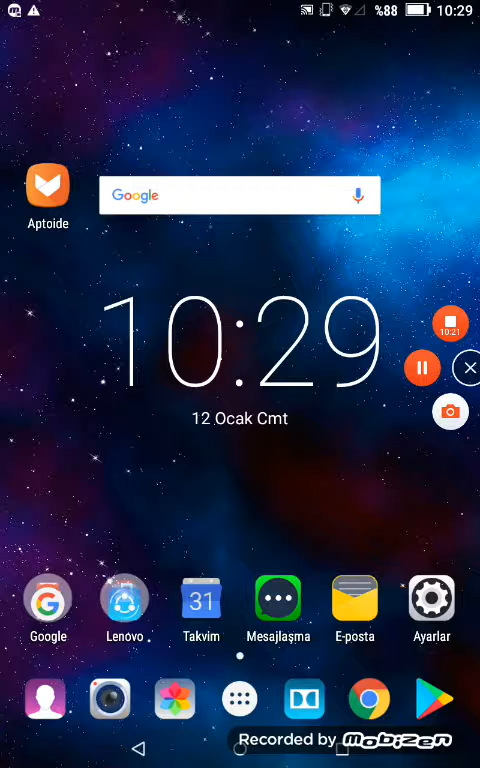 %88 10:29
Google
Aptoide
10:29
10:21
12 Ocak Cmt
31
Google Lenovo Takvim Mesajlaşma E-posta Ayarlar
Recorded by Mobizen